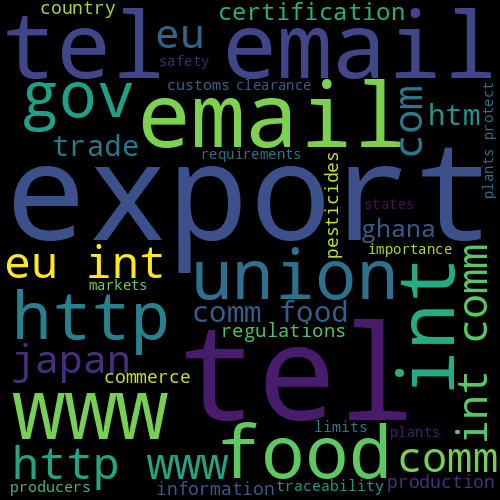 country
certification
tel email
eu
safety
gov
customs clearance
email
com
htm
plants protect
trade
requirements
export
pesticides
states
ghana
importance
eu int
union
markets
http
comm food
int
int comm
regulations
japan
tel
commerce
www
food
limits
plants
http
www
comm
producers
information
traceability
production